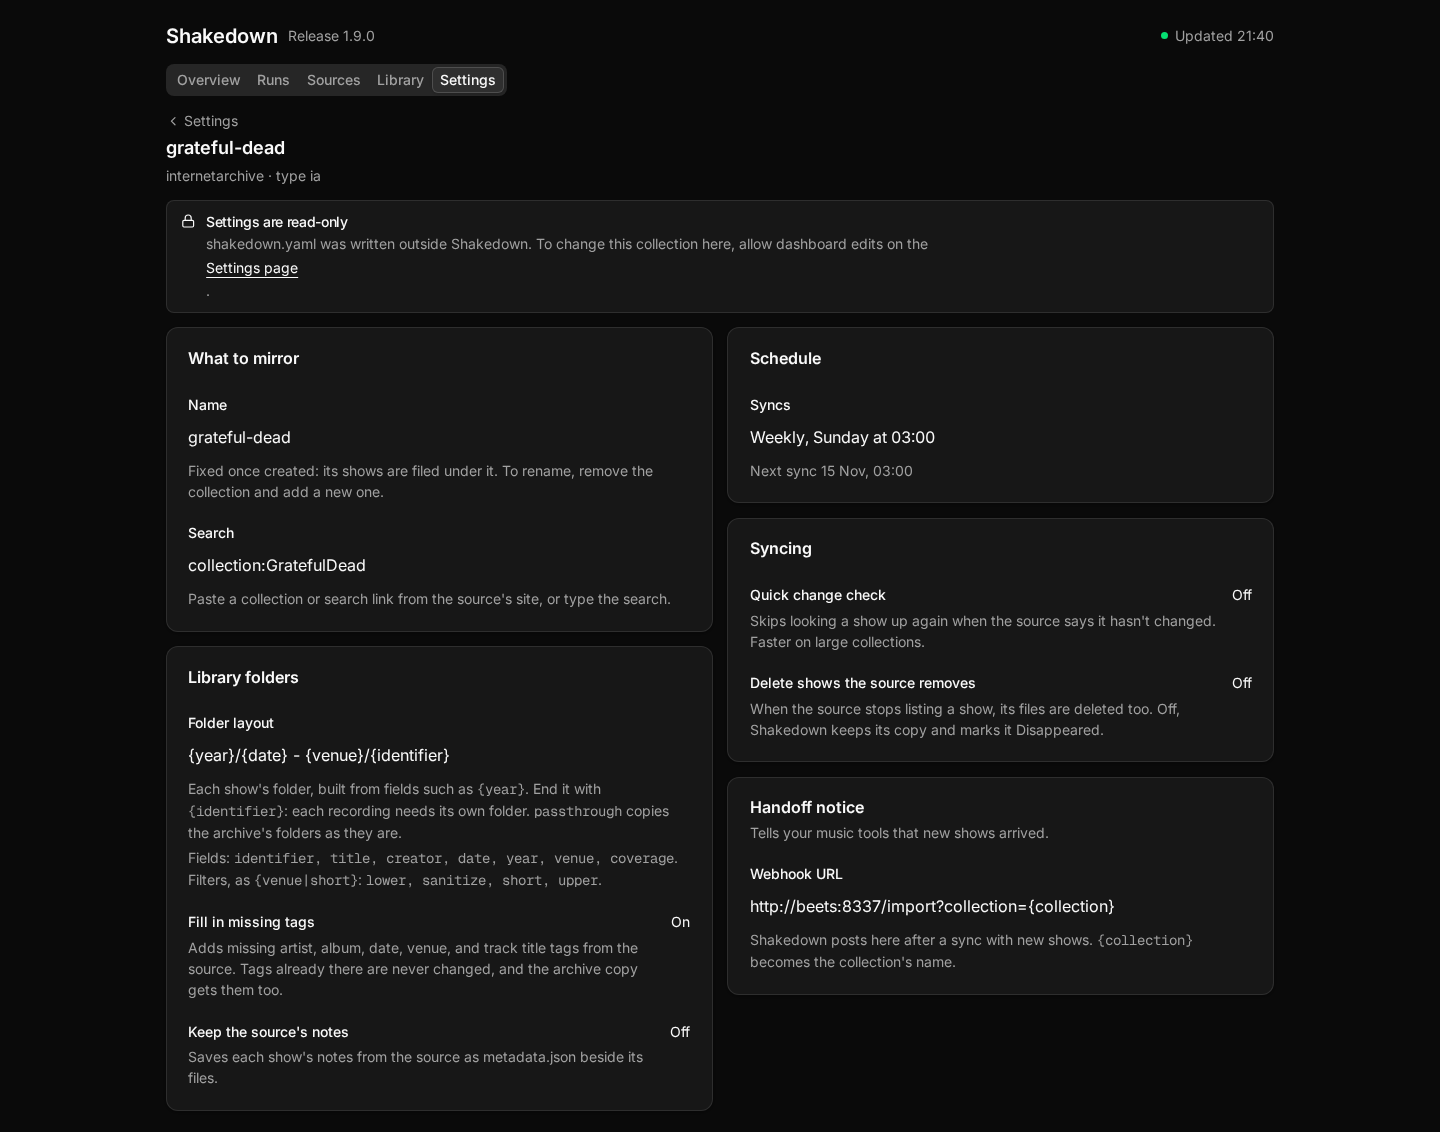 Shakedown Release 1.9.0
Updated 21:40
Overview Runs Sources Library Settings
Settings
grateful-dead
internetarchive · type ia
Settings are read-only
shakedown.yaml was written outside Shakedown. To change this collection here, allow dashboard edits on the
Settings page
.
What to mirror
Name
grateful-dead
Fixed once created: its shows are filed under it. To rename, remove the
collection and add a new one.
Search
collection:GratefulDead
Paste a collection or search link from the source's site, or type the search.
Library folders
Folder layout
{year}/{date} - {venue}/{identifier}
Each show's folder, built from fields such as {year}. End it with
{identifier}: each recording needs its own folder. passthrough copies
the archive's folders as they are.
Fields: identifier, title, creator, date, year, venue, coverage.
Filters, as {venue|short}: lower, sanitize, short, upper.
Fill in missing tags On
Adds missing artist, album, date, venue, and track title tags from the
source. Tags already there are never changed, and the archive copy
gets them too.
Keep the source's notes Off
Saves each show's notes from the source as metadata.json beside its
files.
Schedule
Syncs
Weekly, Sunday at 03:00
Next sync 15 Nov, 03:00
Syncing
Quick change check Off
Skips looking a show up again when the source says it hasn't changed.
Faster on large collections.
Delete shows the source removes Off
When the source stops listing a show, its files are deleted too. Off,
Shakedown keeps its copy and marks it Disappeared.
Handoff notice
Tells your music tools that new shows arrived.
Webhook URL
http://beets:8337/import?collection={collection}
Shakedown posts here after a sync with new shows. {collection}
becomes the collection's name.